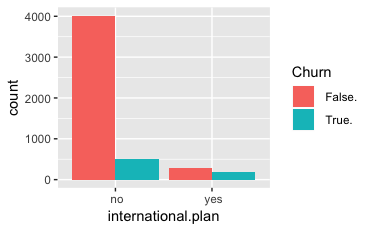 4000
3000
2000
1000
0
count
no
yes
international.plan
Churn
False.
True.